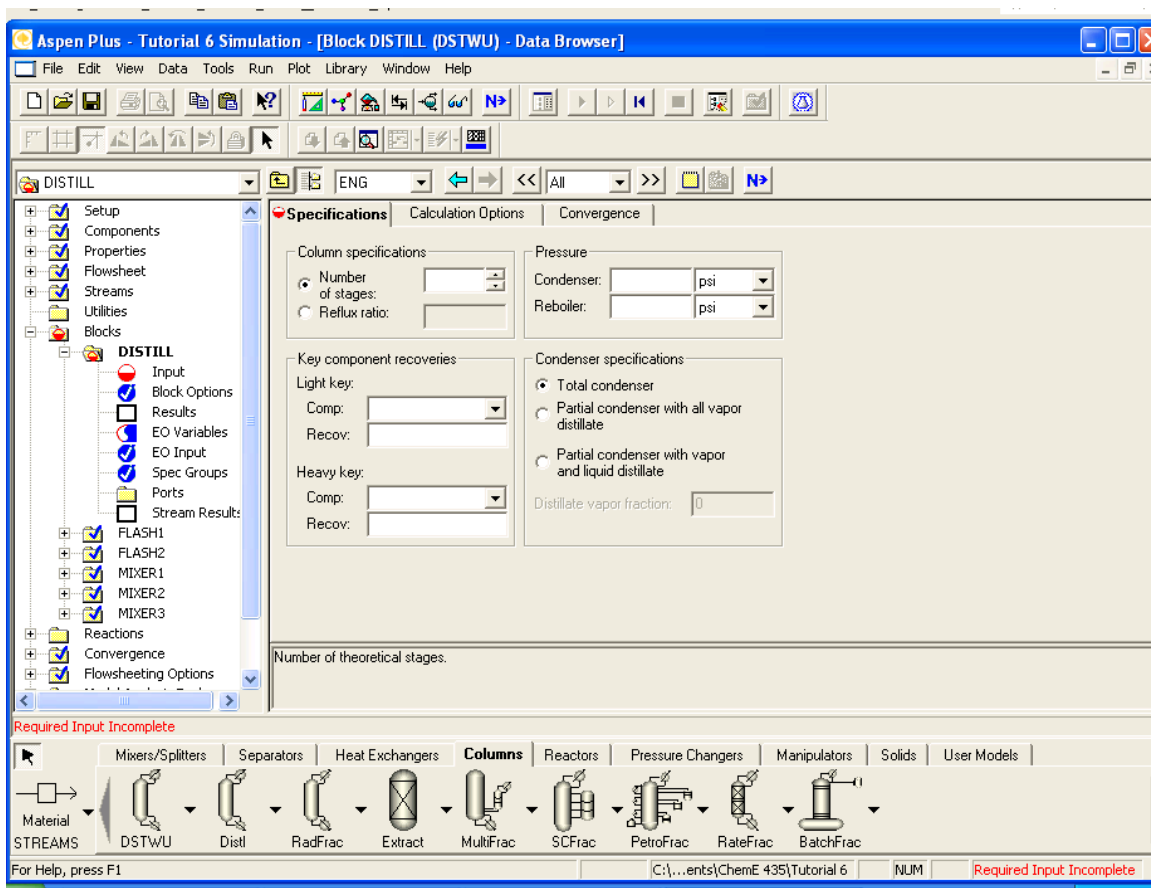 Aspen Plus - Tutorial 6 Simulation - [Block DISTILL (DSTWU) - Data Browser]
File Edit View Data Tools Run Plot Library Window Help
N>
DISTILL
ENG
<< All >>
N>
Setup
Components
Properties
Flowsheet
Streams
Utilities
Blocks
DISTILL
Input
Block Options
Results
EO Variables
EO Input
Spec Groups
Ports
Stream Results
FLASH1
FLASH2
MIXER1
MIXER2
MIXER3
Reactions
Convergence
Flowsheeting Options
Specifications Calculation Options Convergence
Column specifications
Number
of stages:
Reflux ratio:
Pressure
Condenser: psi
Reboiler: psi
Key component recoveries
Light key:
Comp:
Recov:
Heavy key:
Comp:
Recov:
Condenser specifications
Total condenser
Partial condenser with all vapor
distillate
Partial condenser with vapor
and liquid distillate
Distillate vapor fraction: 0
Number of theoretical stages.
Required Input Incomplete
Mixers/Splitters Separators Heat Exchangers Columns Reactors Pressure Changers Manipulators Solids User Models
Material
STREAMS DSTWU Distl RadFrac Extract MultiFrac SCFrac PetroFrac RateFrac BatchFrac
For Help, press F1 C:\...ents\ChemE 435\Tutorial 6 NUM Required Input Incomplete